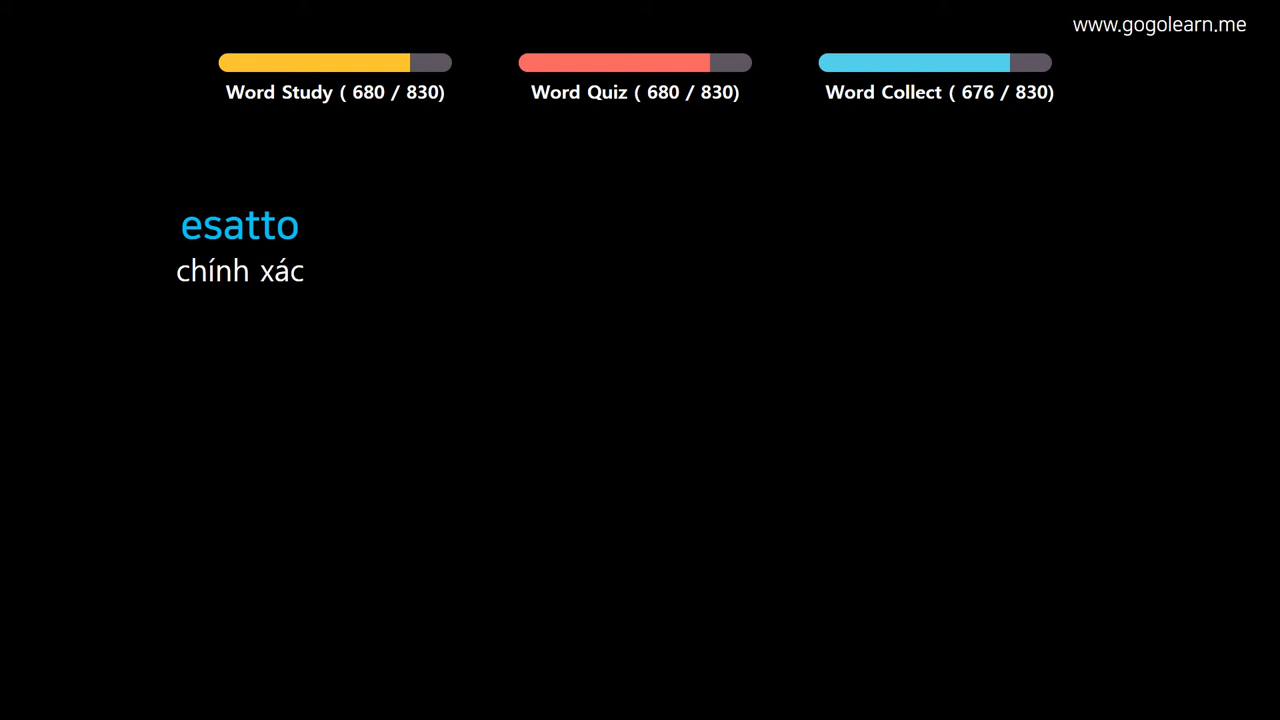 www.gogolearn.me
Word Study ( 680 / 830)
Word Quiz ( 680 / 830)
Word Collect ( 676 / 830)
esatto
chính xác